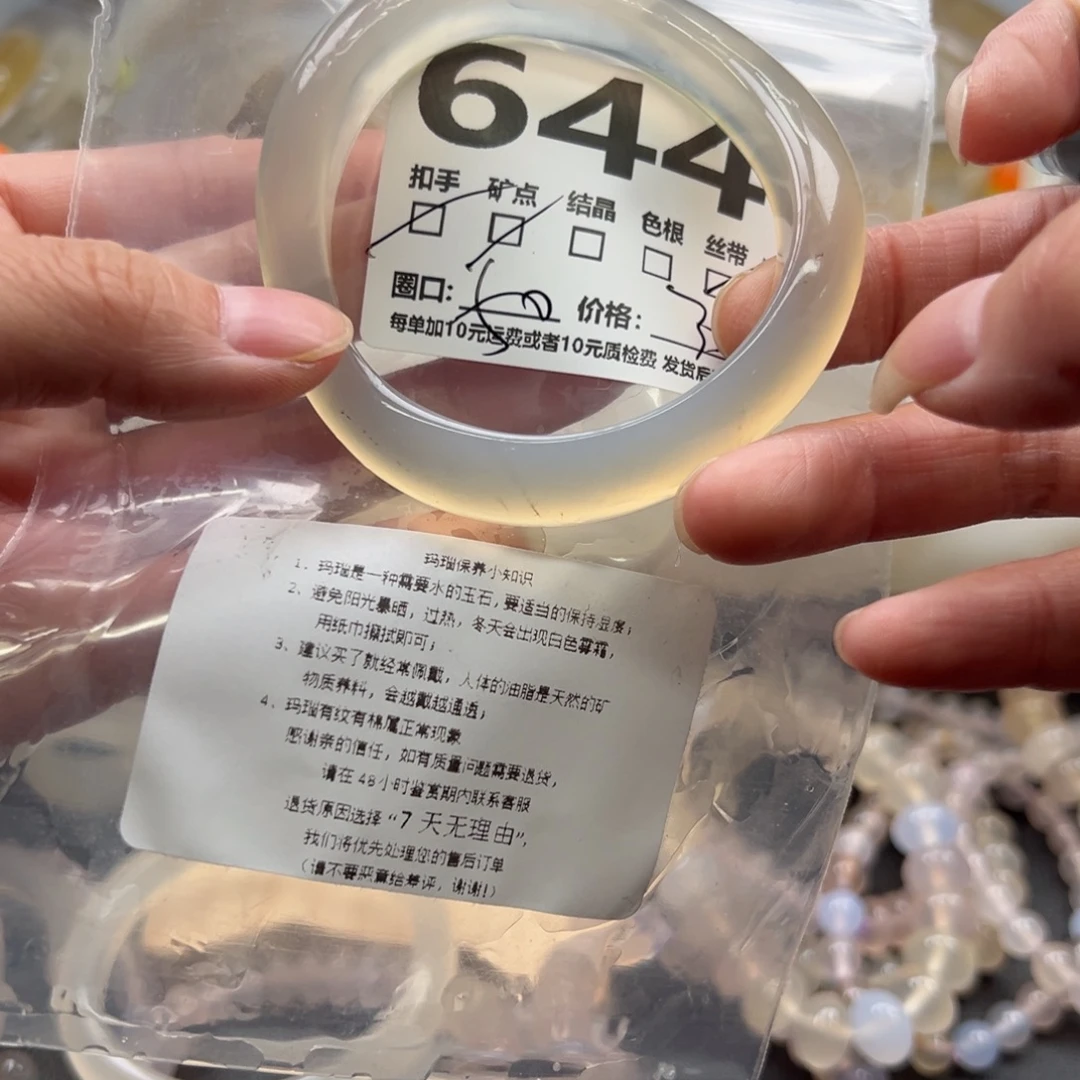 644
扣手 矿点 结晶 色根 丝带
圈口: 价格:
每单加10元运费或者10元质检费 发货后
玛瑙保养小知识
1. 玛瑙是一种需要水的玉石,要适当的保持湿度;
2. 避免阳光暴晒,过热,冬天会出现白色雾霜,
用纸巾擦拭即可;
3. 建议买了就经常佩戴,人体的油脂是天然的矿
物质养料,会越戴越通透;
4. 玛瑙有纹有棉属正常现象
感谢亲的信任,如有质量问题需要退货,
请在48小时鉴赏期内联系客服
退货原因选择“7天无理由”,
我们将优先处理您的售后订单
(请不要恶意给差评,谢谢!)